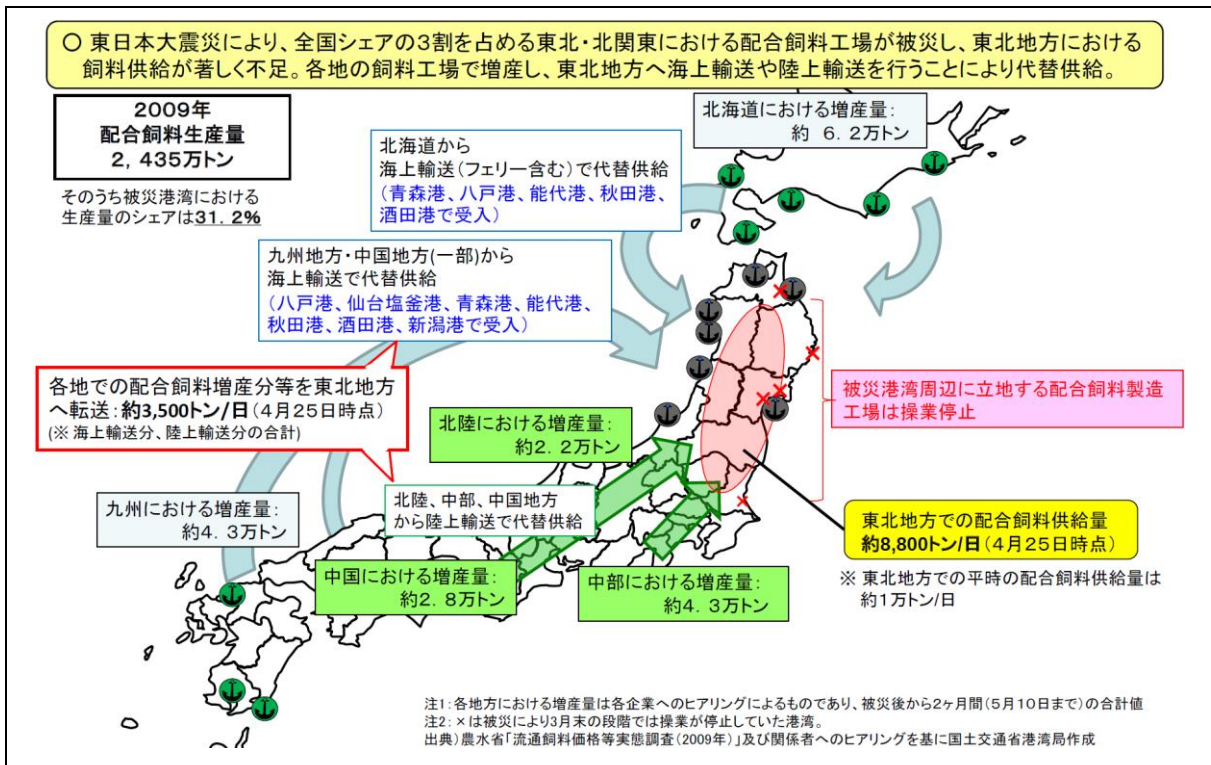 ○ 東日本大震災により、全国シェアの3割を占める東北・北関東における配合飼料工場が被災し、東北地方における
飼料供給が著しく不足。各地の飼料工場で増産し、東北地方へ海上輸送や陸上輸送を行うことにより代替供給。
2009年
配合飼料生産量
2,435万トン
そのうち被災港湾における
生産量のシェアは31.2%
北海道から
海上輸送(フェリー含む)で代替供給
(青森港、八戸港、能代港、秋田港、
酒田港で受入)
北海道における増産量:
約 6.2万トン
九州地方・中国地方(一部)から
海上輸送で代替供給
(八戸港、仙台塩釜港、青森港、能代港、
秋田港、酒田港、新潟港で受入)
各地での配合飼料増産分等を東北地方
へ転送:約3,500トン/日(4月25日時点)
(※ 海上輸送分、陸上輸送分の合計)
被災港湾周辺に立地する配合飼料製造
工場は操業停止
北陸における増産量:
約2.2万トン
九州における増産量:
約4.3万トン
北陸、中部、中国地方
から陸上輸送で代替供給
東北地方での配合飼料供給量
約8,800トン/日(4月25日時点)
※ 東北地方での平時の配合飼料供給量は
約1万トン/日
中国における増産量:
約2.8万トン
中部における増産量:
約4.3万トン
注1:各地方における増産量は各企業へのヒアリングによるものであり、被災後から2ヶ月間(5月10日まで)の合計値
注2:×は被災により3月末の段階では操業が停止していた港湾。
出典)農水省「流通飼料価格等実態調査(2009年)」及び関係者へのヒアリングを基に国土交通省港湾局作成